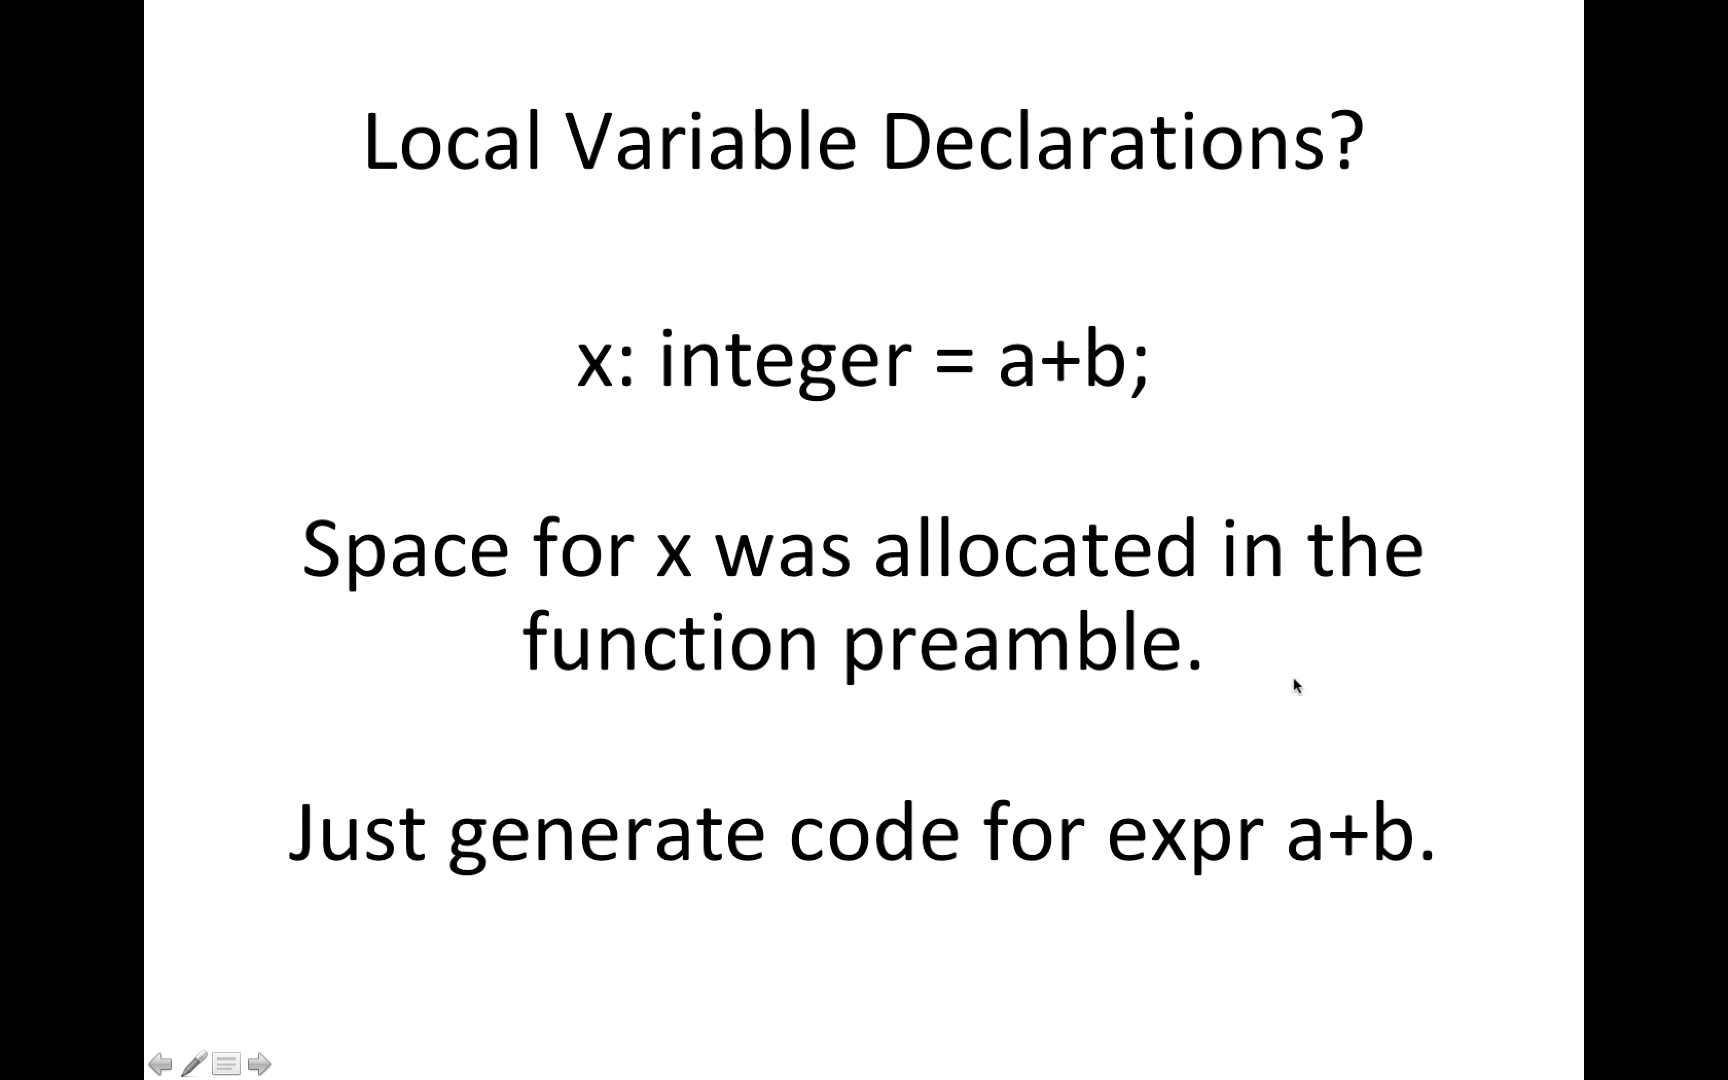 Local Variable Declarations?
x: integer = a+b;
Space for x was allocated in the
function preamble.
Just generate code for expr a+b.